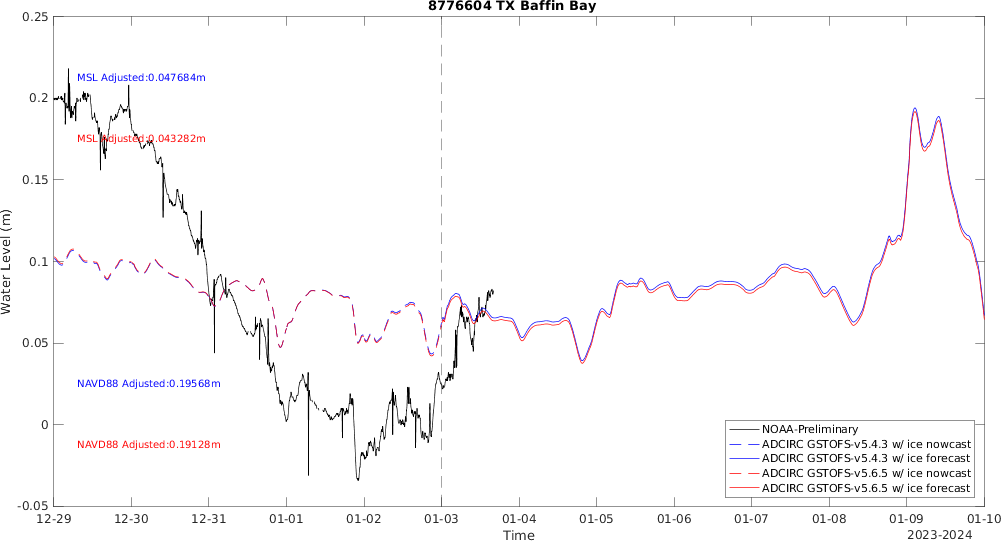 8776604 TX Baffin Bay
0.25
0.2
0.15
0.1
0.05
0
-0.05
Water Level (m)
MSL Adjusted:0.047684m
MSL Adjusted:0.043282m
NAVD88 Adjusted:0.19568m
NAVD88 Adjusted:0.19128m
NOAA-Preliminary
ADCIRC GSTOFS-v5.4.3 w/ ice nowcast
ADCIRC GSTOFS-v5.4.3 w/ ice forecast
ADCIRC GSTOFS-v5.6.5 w/ ice nowcast
ADCIRC GSTOFS-v5.6.5 w/ ice forecast
12-29 12-30 12-31 01-01 01-02 01-03 01-04 01-05 01-06 01-07 01-08 01-09 01-10
Time
2023-2024